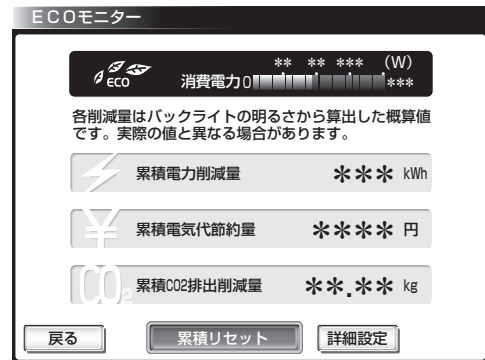 ECOモニター
** ** *** (W)
ECO 消費電力 0 ***
各削減量はバックライトの明るさから算出した概算値
です。実際の値と異なる場合があります。
累積電力削減量 *** kWh
¥ 累積電気代節約量 **** 円
CO2 累積CO2排出削減量 **.** kg
戻る 累積リセット 詳細設定